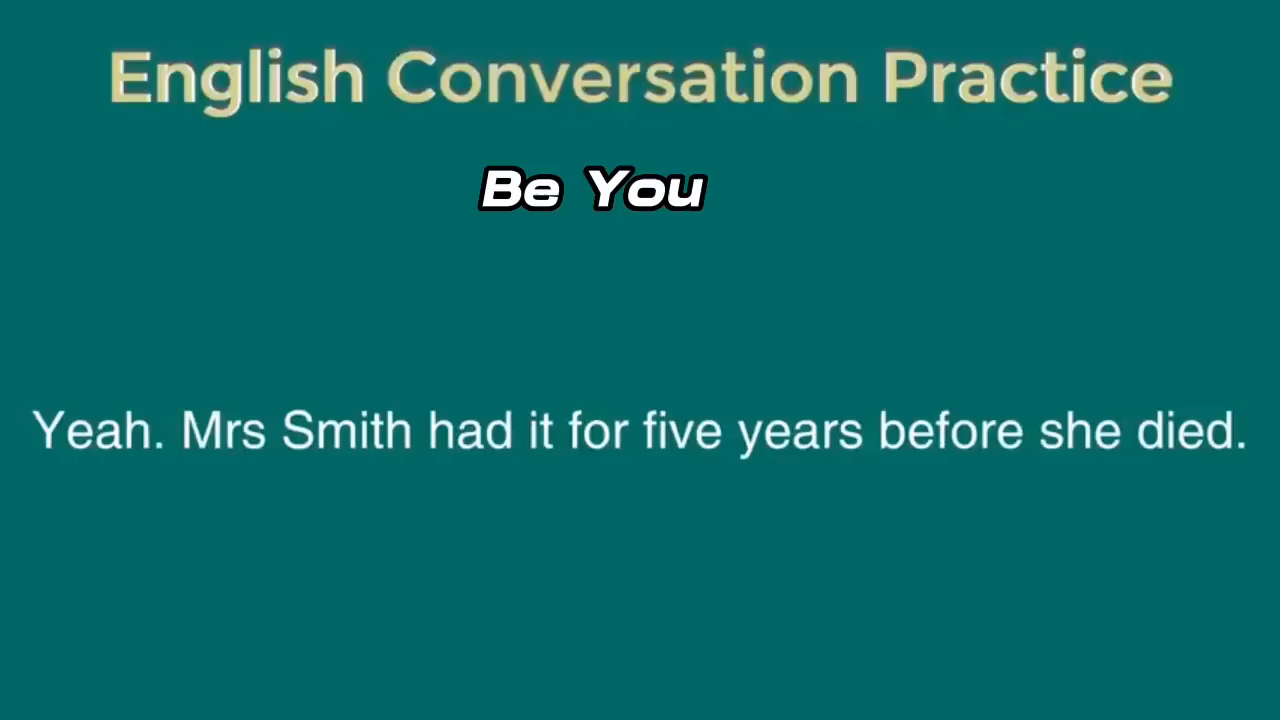 English Conversation Practice
Be You
Yeah. Mrs Smith had it for five years before she died.